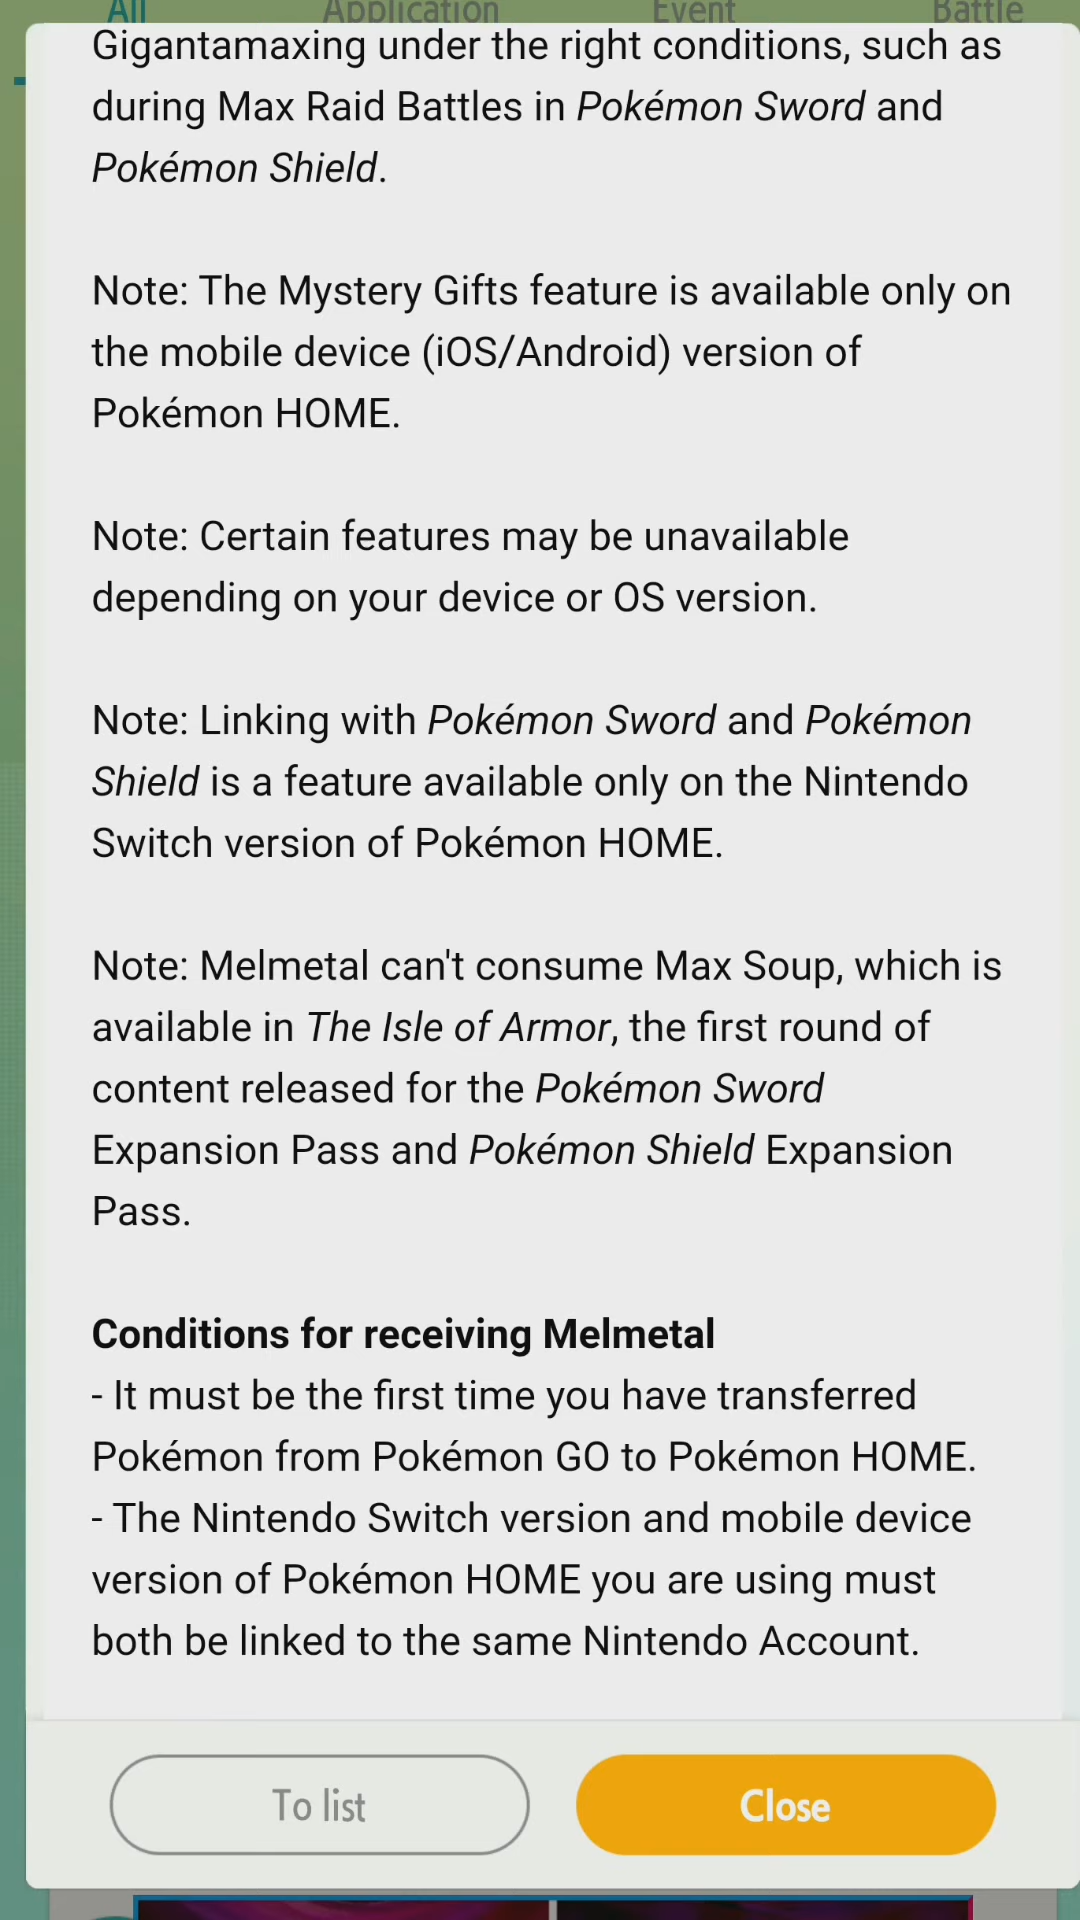 All Application Event Battle
Gigantamaxing under the right conditions, such as
during Max Raid Battles in Pokémon Sword and
Pokémon Shield.
Note: The Mystery Gifts feature is available only on
the mobile device (iOS/Android) version of
Pokémon HOME.
Note: Certain features may be unavailable
depending on your device or OS version.
Note: Linking with Pokémon Sword and Pokémon
Shield is a feature available only on the Nintendo
Switch version of Pokémon HOME.
Note: Melmetal can't consume Max Soup, which is
available in The Isle of Armor, the first round of
content released for the Pokémon Sword
Expansion Pass and Pokémon Shield Expansion
Pass.
Conditions for receiving Melmetal
- It must be the first time you have transferred
Pokémon from Pokémon GO to Pokémon HOME.
- The Nintendo Switch version and mobile device
version of Pokémon HOME you are using must
both be linked to the same Nintendo Account.
To list Close